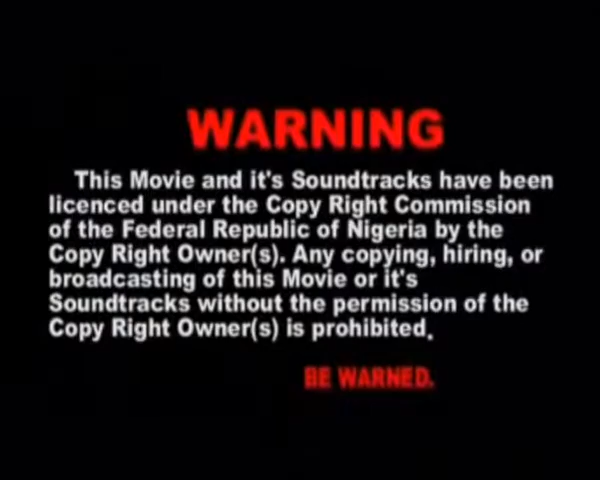 WARNING
This Movie and it's Soundtracks have been
licenced under the Copy Right Commission
of the Federal Republic of Nigeria by the
Copy Right Owner(s). Any copying, hiring, or
broadcasting of this Movie or it's
Soundtracks without the permission of the
Copy Right Owner(s) is prohibited.
BE WARNED.